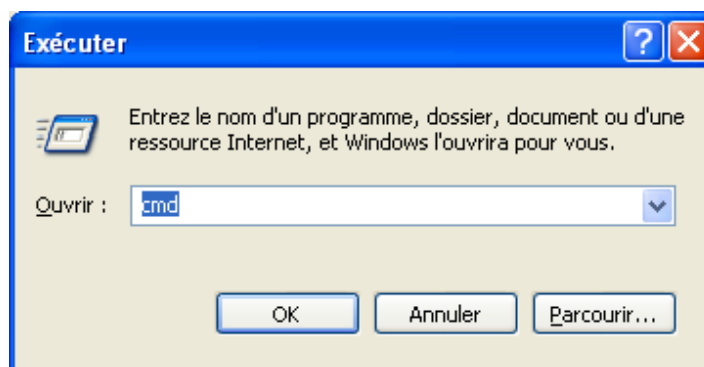 Exécuter
Entrez le nom d'un programme, dossier, document ou d'une
ressource Internet, et Windows l'ouvrira pour vous.
Ouvrir : cmd
OK Annuler Parcourir...